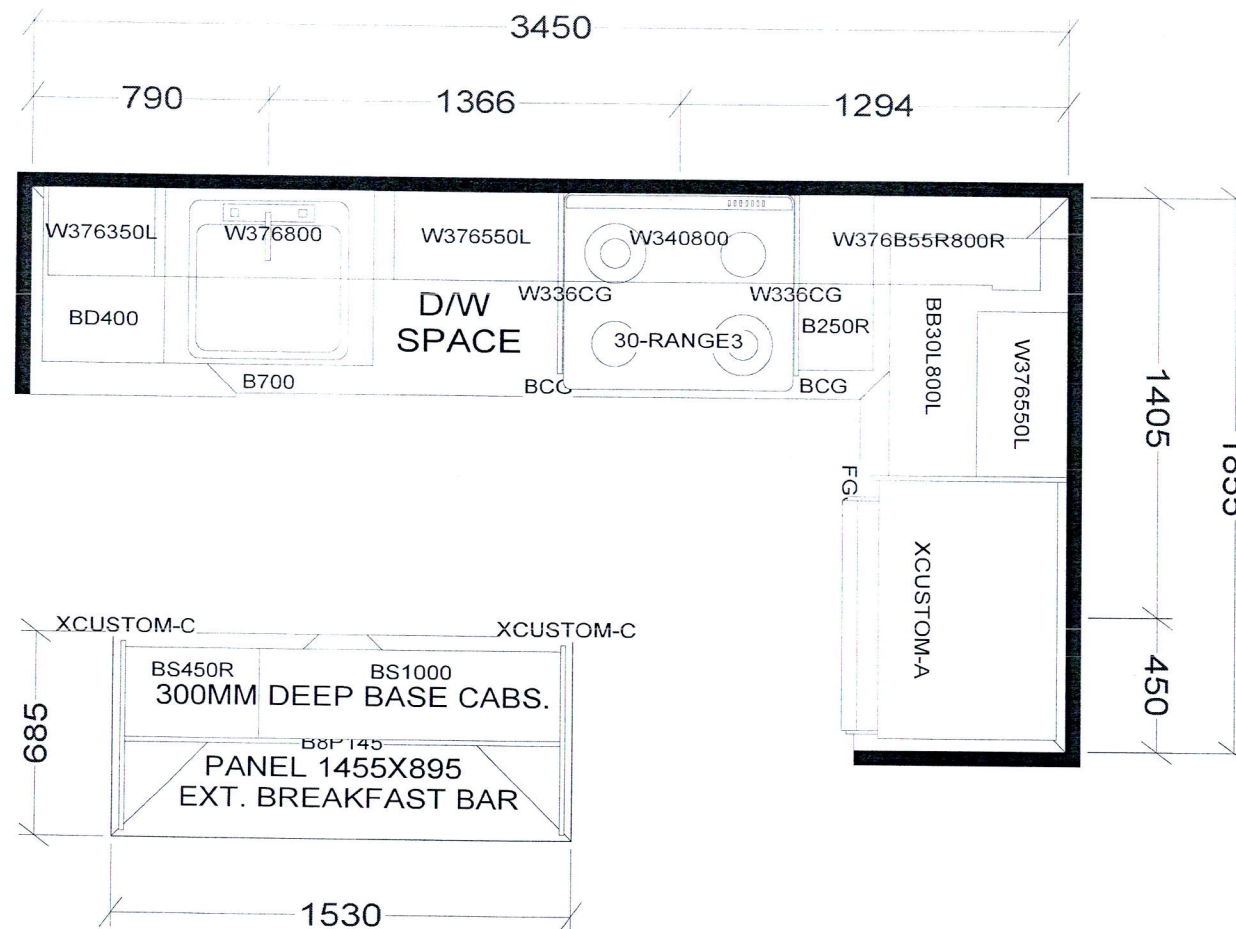 3450
790
1366
1294
W376350L
W376800
W376550L
W340800
W376B55R800R
W336CG
W336CG
BD400
D/W
SPACE
30-RANGE3
B250R
BB30L800L
W376550L
B700
BCG
BCG
1405
1855
FG
XCUSTOM-A
450
XCUSTOM-C
XCUSTOM-C
BS450R
BS1000
300MM DEEP BASE CABS.
685
B8P145
PANEL 1455X895
EXT. BREAKFAST BAR
1530